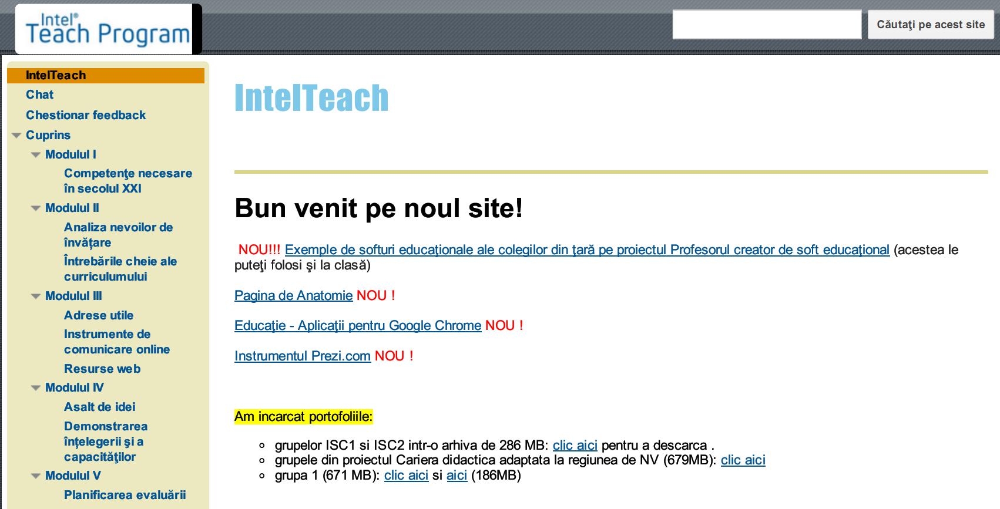 Intel®
Teach Program
Căutaţi pe acest site
IntelTeach
Chat
Chestionar feedback
Cuprins
Modulul I
Competenţe necesare
în secolul XXI
Modulul II
Analiza nevoilor de
învățare
Întrebările cheie ale
curriculumului
Modulul III
Adrese utile
Instrumente de
comunicare online
Resurse web
Modulul IV
Asalt de idei
Demonstrarea
înțelegerii şi a
capacităţilor
Modulul V
Planificarea evaluării
IntelTeach
Bun venit pe noul site!
NOU!!! Exemple de softuri educaţionale ale colegilor din ţară pe proiectul Profesorul creator de soft educaţional (acestea le
puteţi folosi şi la clasă)
Pagina de Anatomie NOU !
Educaţie - Aplicaţii pentru Google Chrome NOU !
Instrumentul Prezi.com NOU !
Am incarcat portofoliile:
grupelor ISC1 si ISC2 intr-o arhiva de 286 MB: clic aici pentru a descarca .
grupele din proiectul Cariera didactica adaptata la regiunea de NV (679MB): clic aici
grupa 1 (671 MB): clic aici si aici (186MB)